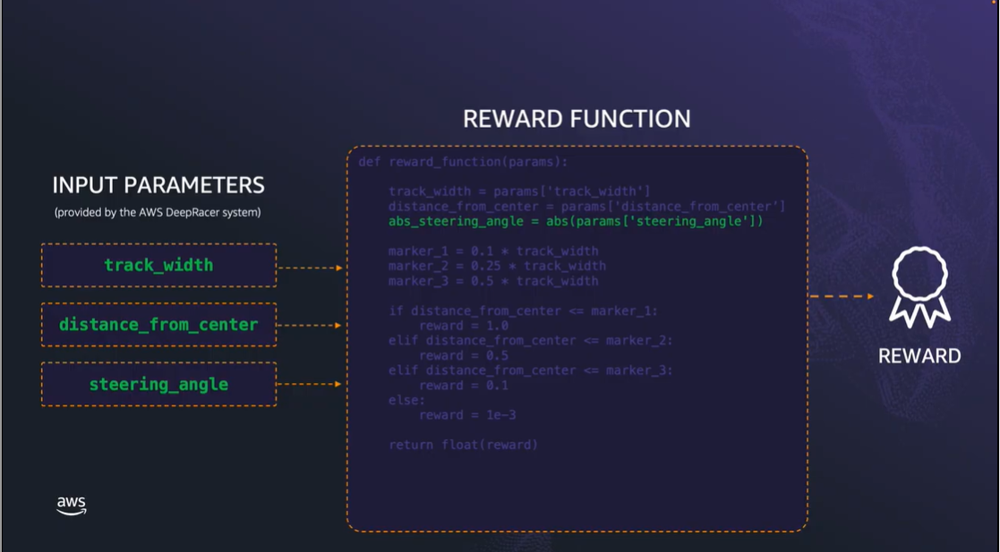 REWARD FUNCTION
INPUT PARAMETERS
(provided by the AWS DeepRacer system)
track_width
distance_from_center
steering_angle
def reward_function(params):
track_width = params['track_width']
distance_from_center = params['distance_from_center']
abs_steering_angle = abs(params['steering_angle'])
marker_1 = 0.1 * track_width
marker_2 = 0.25 * track_width
marker_3 = 0.5 * track_width
if distance_from_center <= marker_1:
reward = 1.0
elif distance_from_center <= marker_2:
reward = 0.5
elif distance_from_center <= marker_3:
reward = 0.1
else:
reward = 1e-3
return float(reward)
REWARD
aws